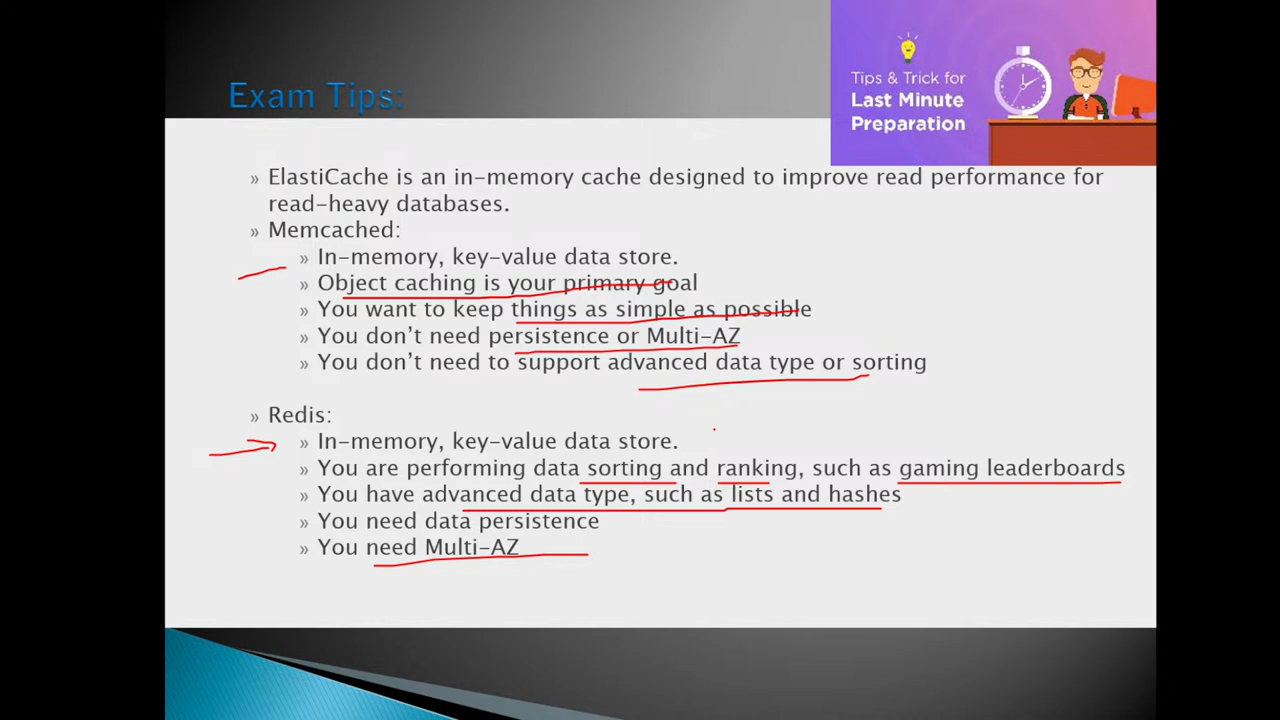 Tips & Trick for
Last Minute
Preparation
Exam Tips:
» ElastiCache is an in-memory cache designed to improve read performance for
read-heavy databases.
» Memcached:
» In-memory, key-value data store.
» Object caching is your primary goal
» You want to keep things as simple as possible
» You don't need persistence or Multi-AZ
» You don't need to support advanced data type or sorting
» Redis:
» In-memory, key-value data store.
» You are performing data sorting and ranking, such as gaming leaderboards
» You have advanced data type, such as lists and hashes
» You need data persistence
» You need Multi-AZ